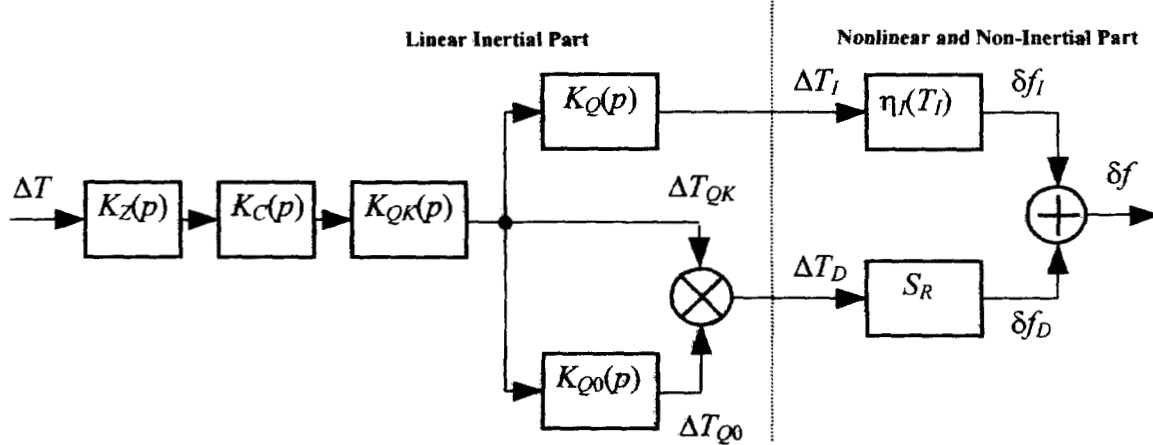 Linear Inertial Part
Nonlinear and Non-Inertial Part
K_Q(p)
ΔT_I
η_I(T_I)
δf_I
ΔT
K_Z(p)
K_C(p)
K_QK(p)
ΔT_QK
δf
ΔT_D
S_R
δf_D
K_Q0(p)
ΔT_Q0